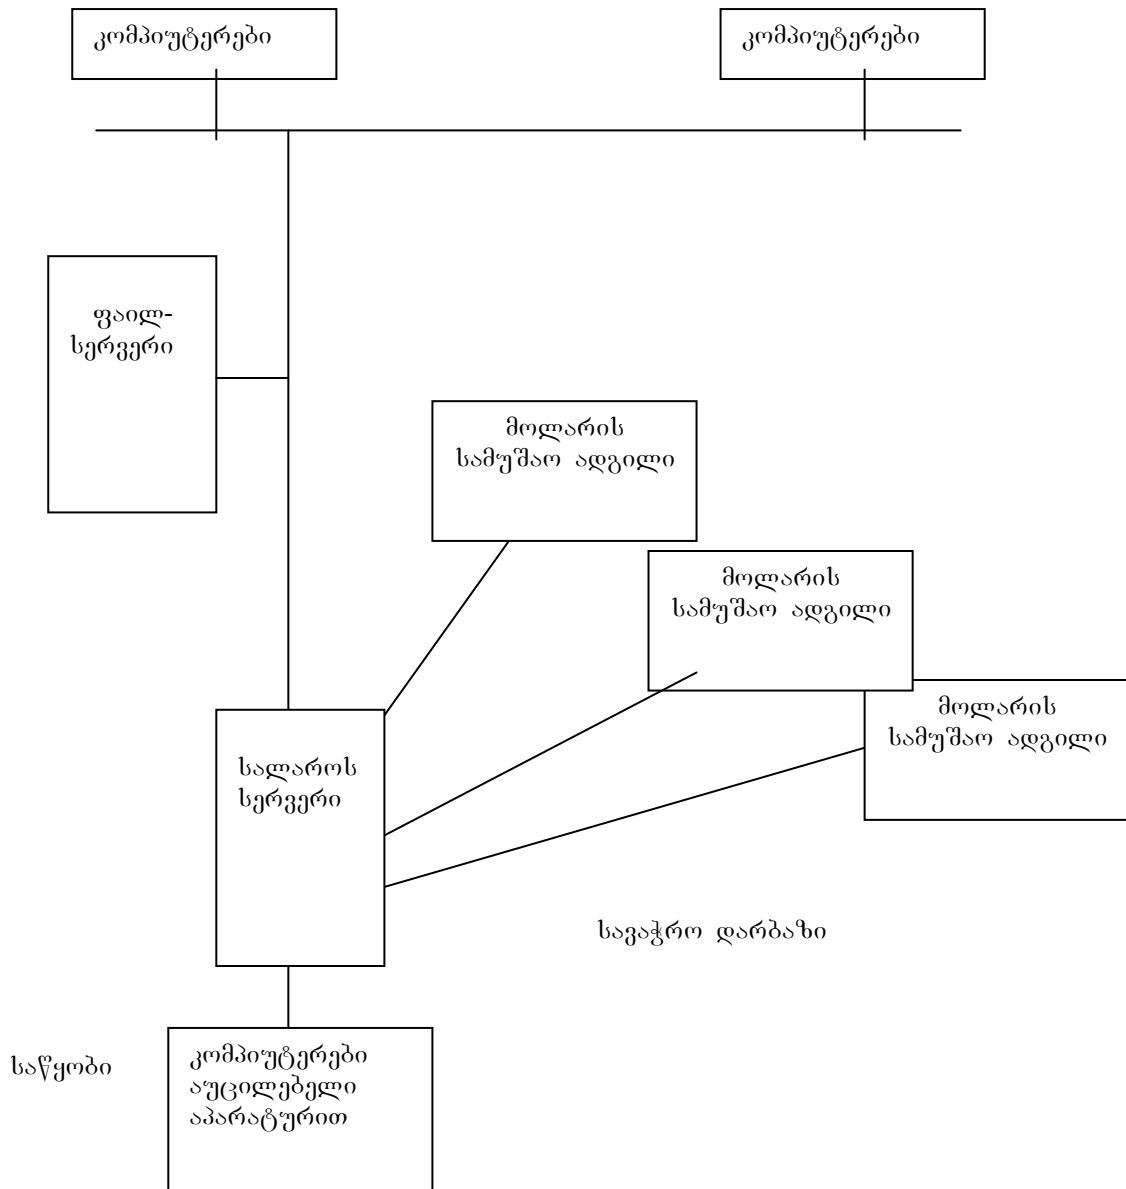 კომპიუტერები
კომპიუტერები
ფაილ-
სერვერი
მოლარის
სამუშაო ადგილი
მოლარის
სამუშაო ადგილი
მოლარის
სამუშაო ადგილი
სალაროს
სერვერი
სავაჭრო დარბაზი
საწყობი
კომპიუტერები
აუცილებელი
აპარატურით